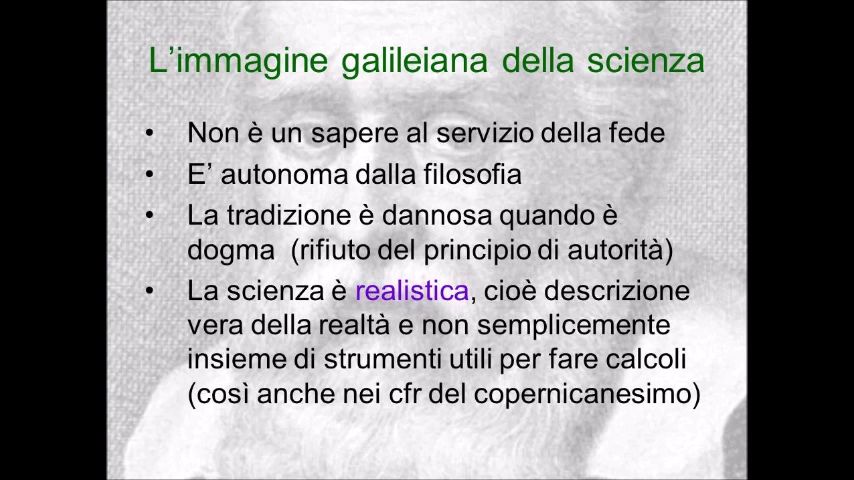 L’immagine galileiana della scienza
• Non è un sapere al servizio della fede
• E’ autonoma dalla filosofia
• La tradizione è dannosa quando è
dogma (rifiuto del principio di autorità)
• La scienza è realistica, cioè descrizione
vera della realtà e non semplicemente
insieme di strumenti utili per fare calcoli
(così anche nei cfr del copernicanesimo)